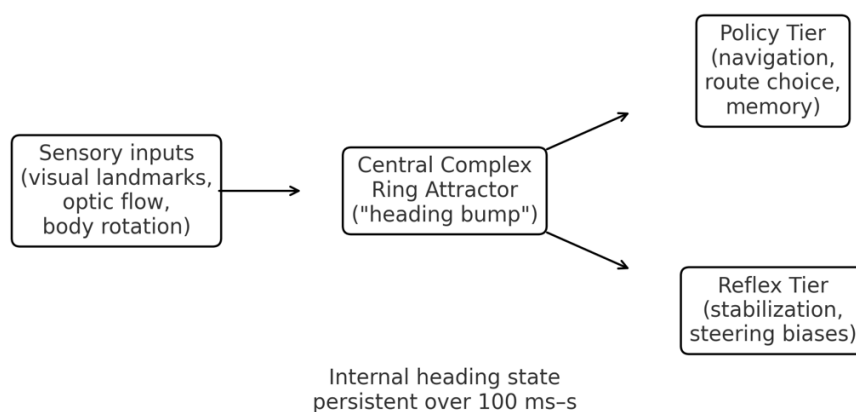 Sensory inputs
(visual landmarks,
optic flow,
body rotation)
Central Complex
Ring Attractor
("heading bump")
Policy Tier
(navigation,
route choice,
memory)
Reflex Tier
(stabilization,
steering biases)
Internal heading state
persistent over 100 ms–s